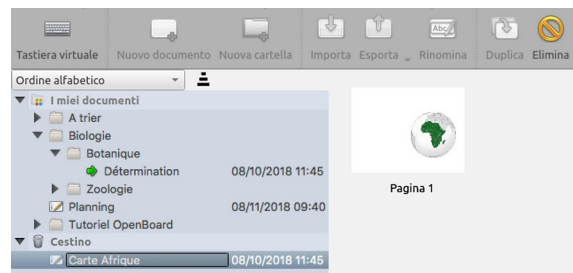 Tastiera virtuale Nuovo documento Nuova cartella Importa Esporta Rinomina Duplica Elimina
Ordine alfabetico
I miei documenti
A trier
Biologie
Botanique
Détermination 08/10/2018 11:45
Zoologie
Planning 08/11/2018 09:40
Tutoriel OpenBoard
Cestino
Carte Afrique 08/10/2018 11:45
Pagina 1